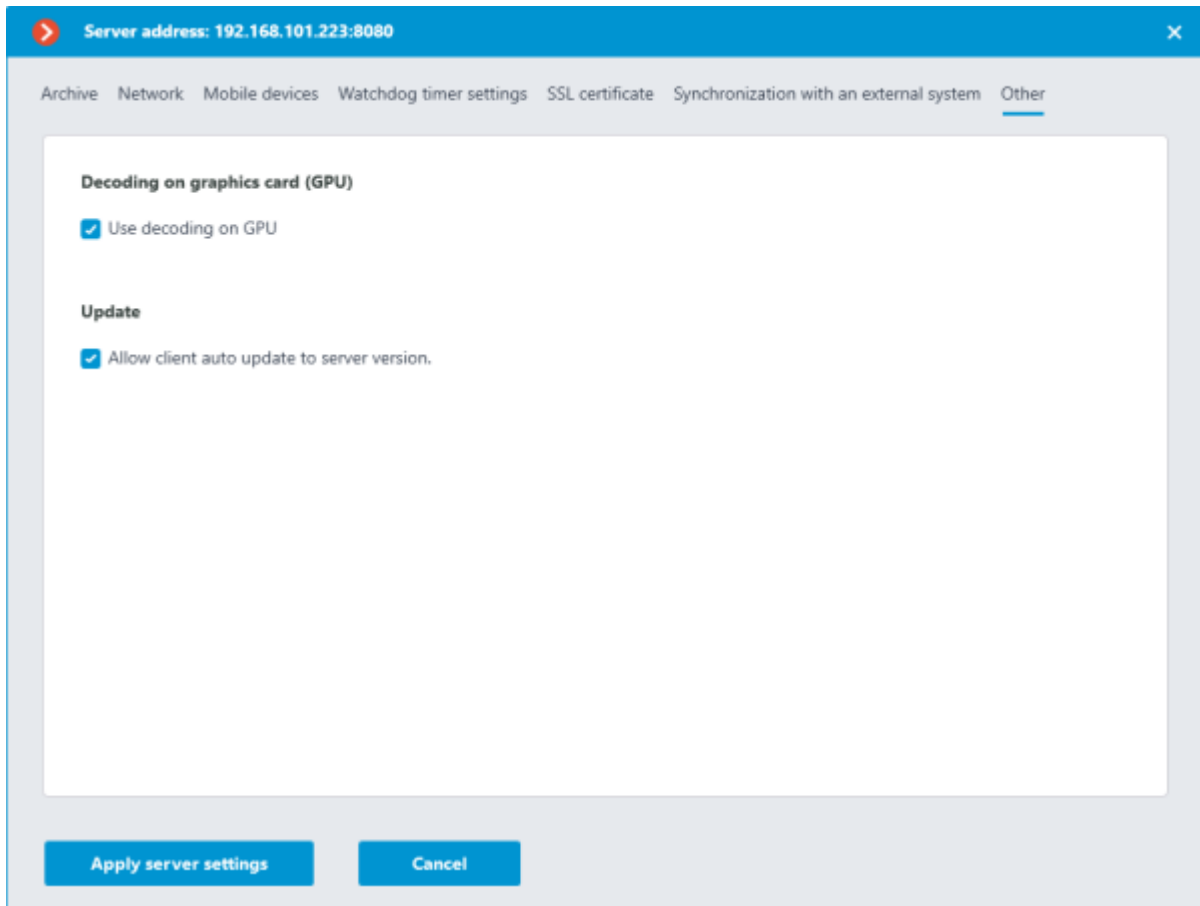 Server address: 192.168.101.223:8080
Archive Network Mobile devices Watchdog timer settings SSL certificate Synchronization with an external system Other
Decoding on graphics card (GPU)
Use decoding on GPU
Update
Allow client auto update to server version.
Apply server settings Cancel